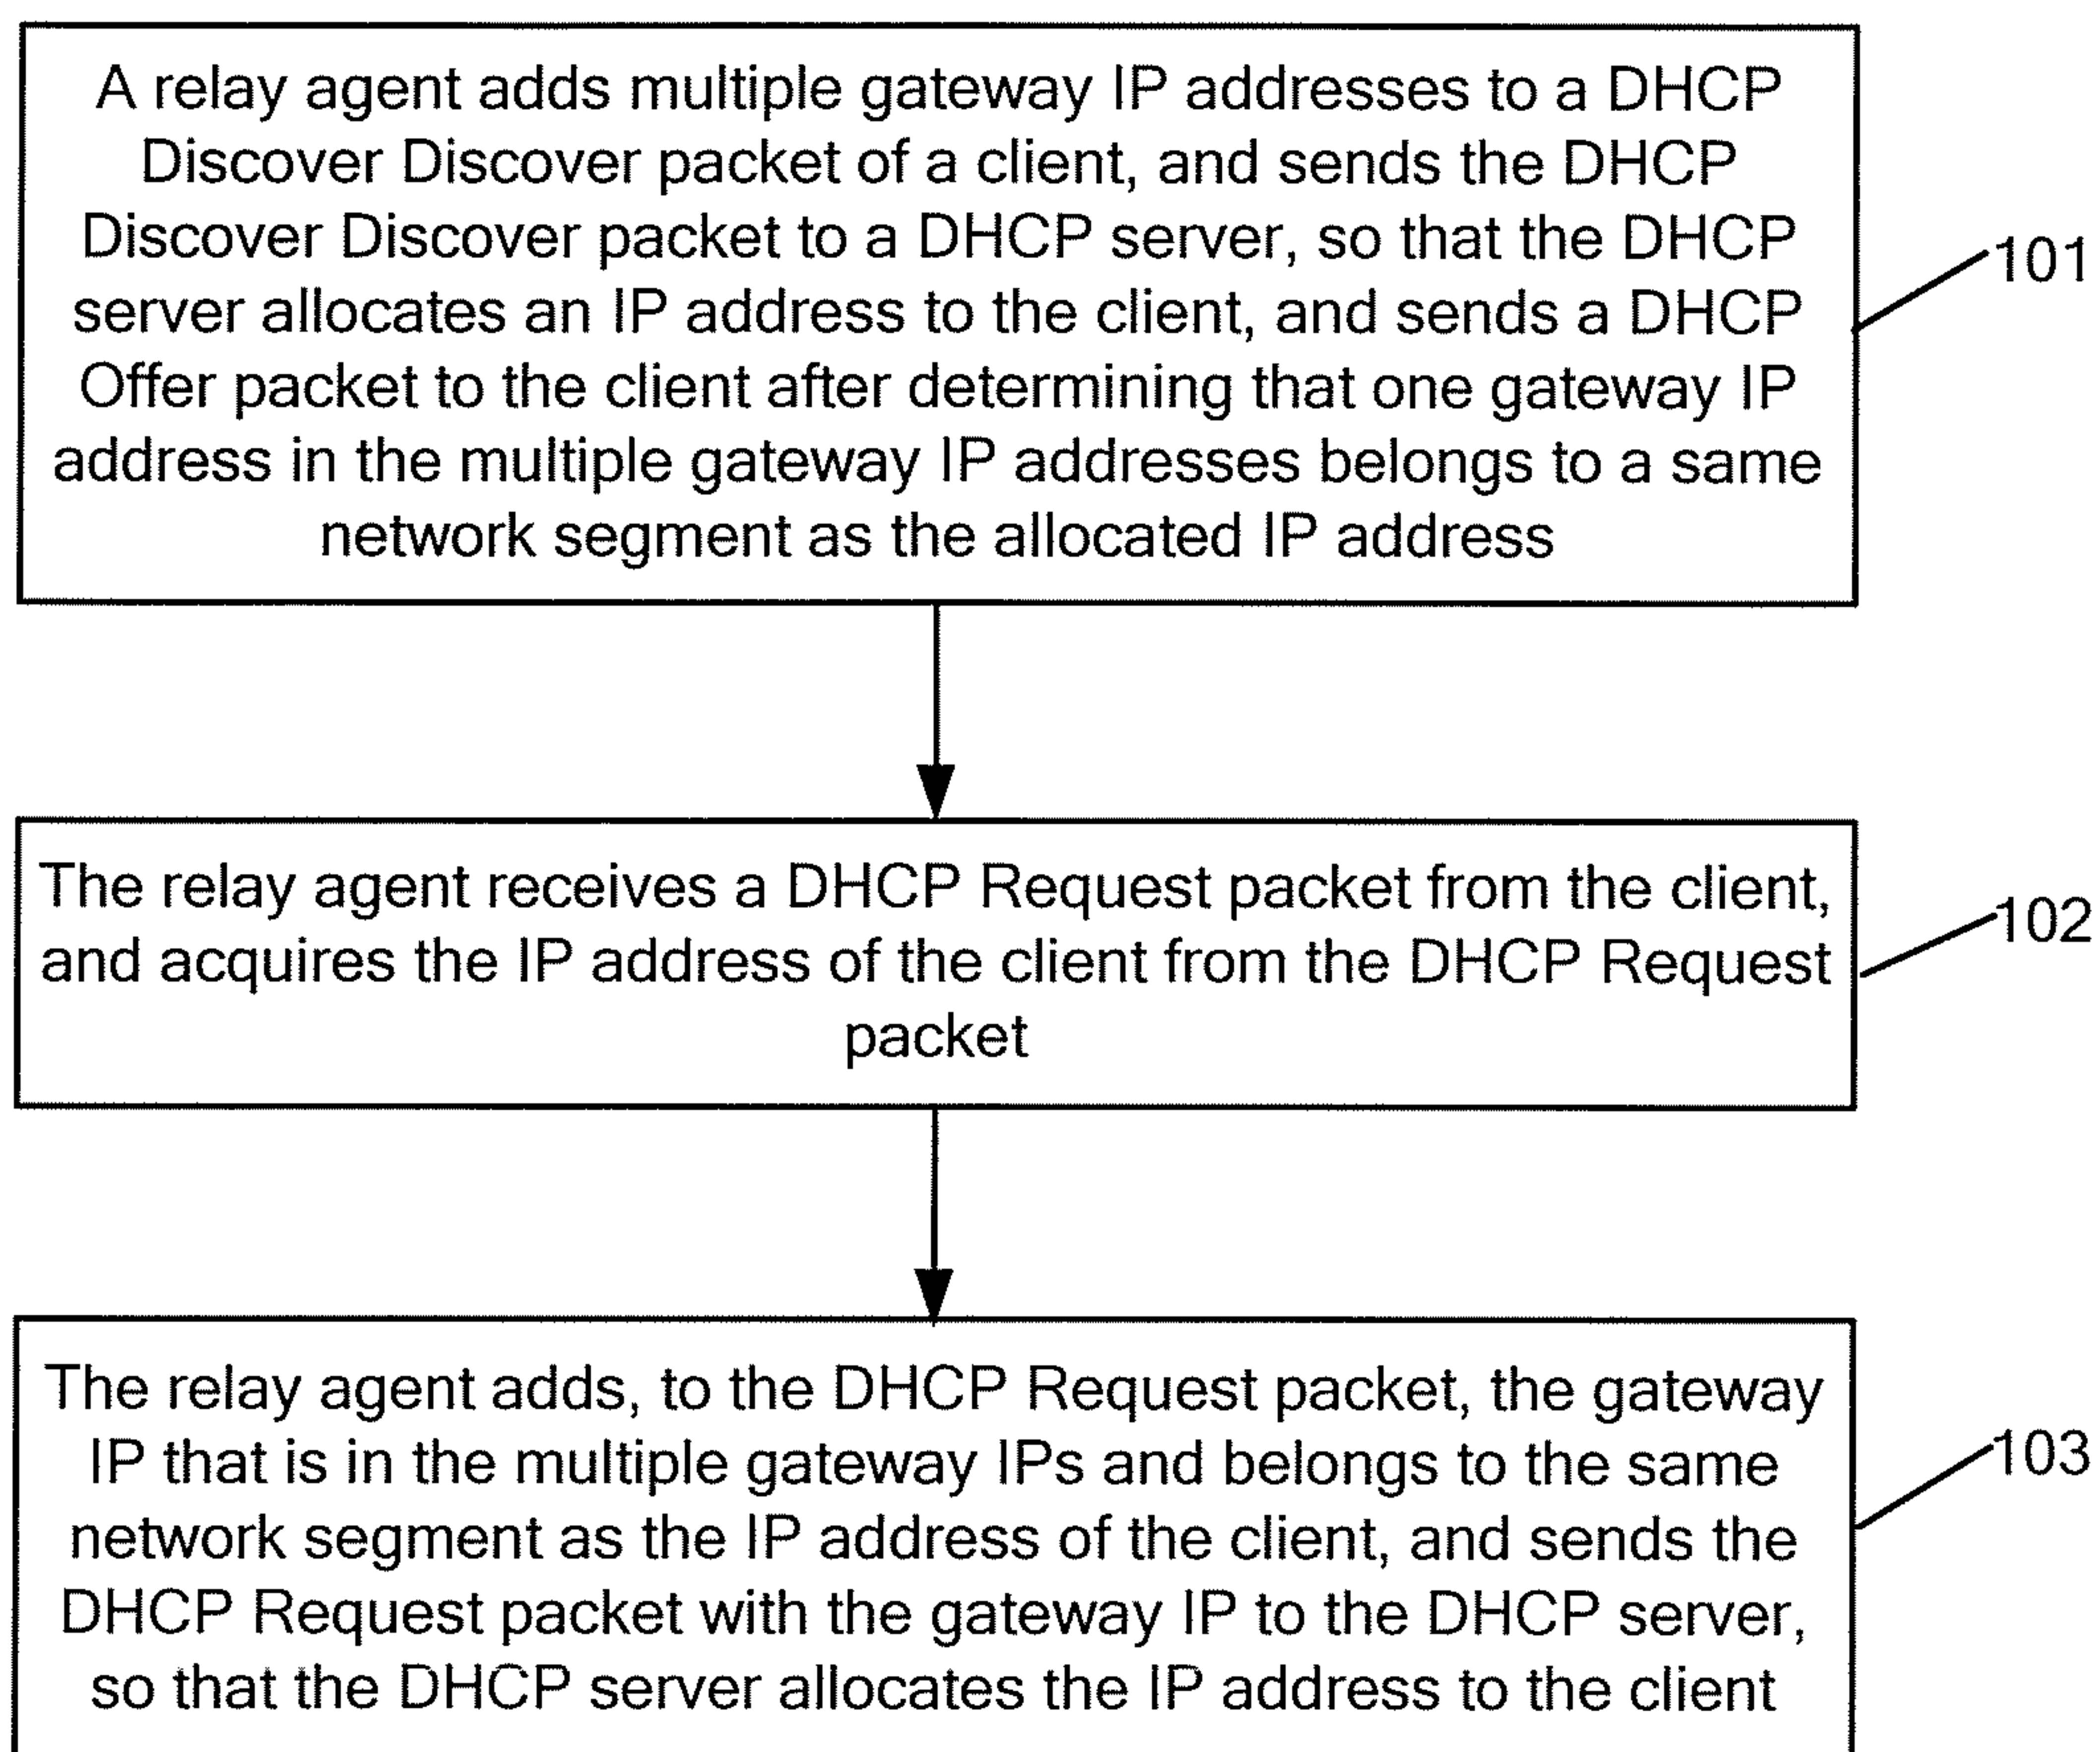 A relay agent adds multiple gateway IP addresses to a DHCP
Discover Discover packet of a client, and sends the DHCP
Discover Discover packet to a DHCP server, so that the DHCP
server allocates an IP address to the client, and sends a DHCP
Offer packet to the client after determining that one gateway IP
address in the multiple gateway IP addresses belongs to a same
network segment as the allocated IP address
101
The relay agent receives a DHCP Request packet from the client,
and acquires the IP address of the client from the DHCP Request
packet
102
The relay agent adds, to the DHCP Request packet, the gateway
IP that is in the multiple gateway IPs and belongs to the same
network segment as the IP address of the client, and sends the
DHCP Request packet with the gateway IP to the DHCP server,
so that the DHCP server allocates the IP address to the client
103